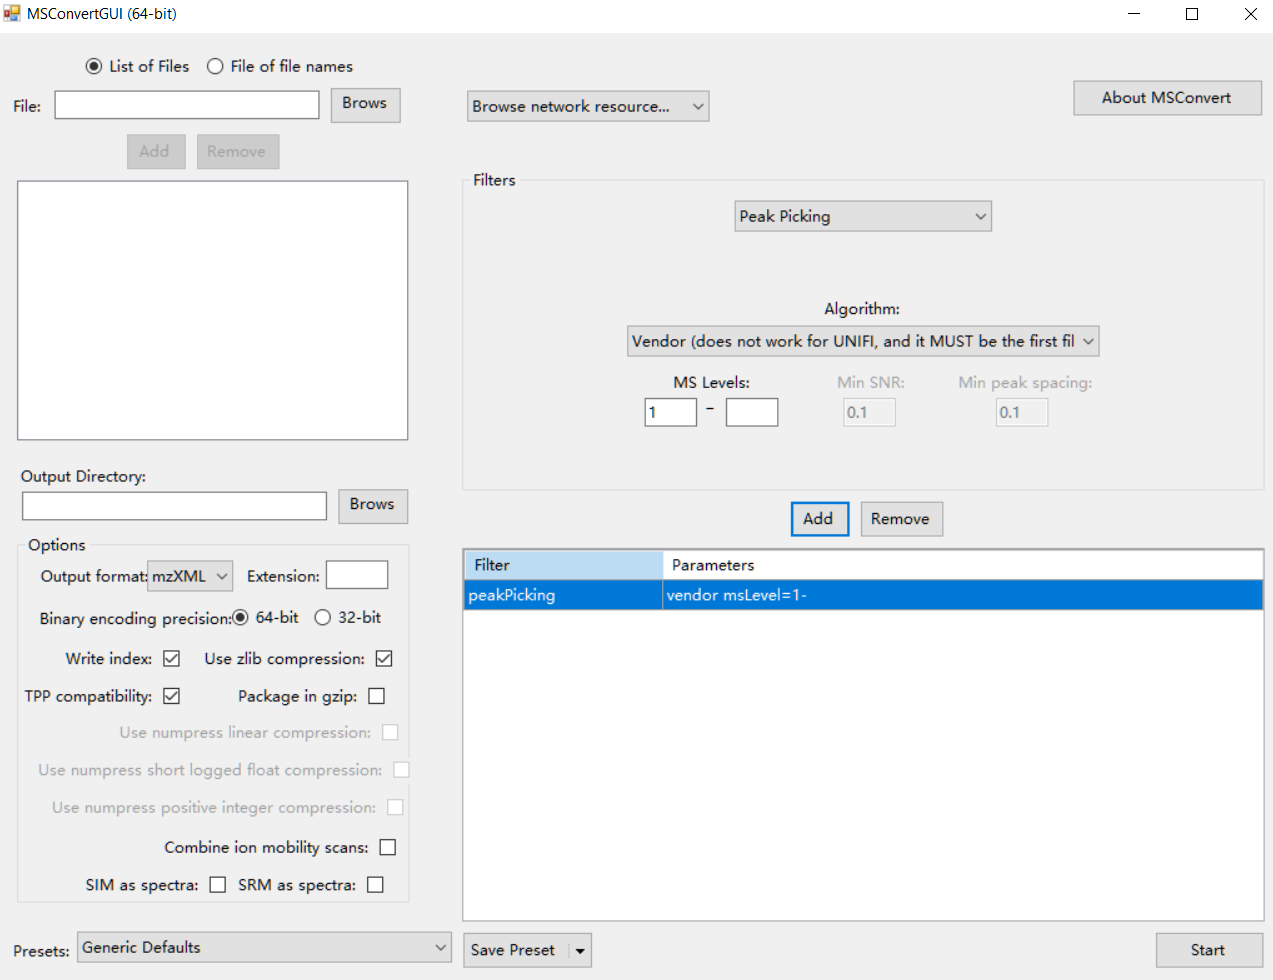 MSConvertGUI (64-bit)
List of Files
File of file names
File:
Brows
Browse network resource...
About MSConvert
Add
Remove
Filters
Peak Picking
Algorithm:
Vendor (does not work for UNIFI, and it MUST be the first fil
MS Levels:
Min SNR:
Min peak spacing:
1
-
0.1
0.1
Output Directory:
Brows
Add
Remove
Options
Output format:
mzXML
Extension:
Binary encoding precision:
64-bit
32-bit
Write index:
Use zlib compression:
TPP compatibility:
Package in gzip:
Use numpress linear compression:
Use numpress short logged float compression:
Use numpress positive integer compression:
Combine ion mobility scans:
SIM as spectra:
SRM as spectra:
Filter
Parameters
peakPicking
vendor msLevel=1-
Presets:
Generic Defaults
Save Preset
Start